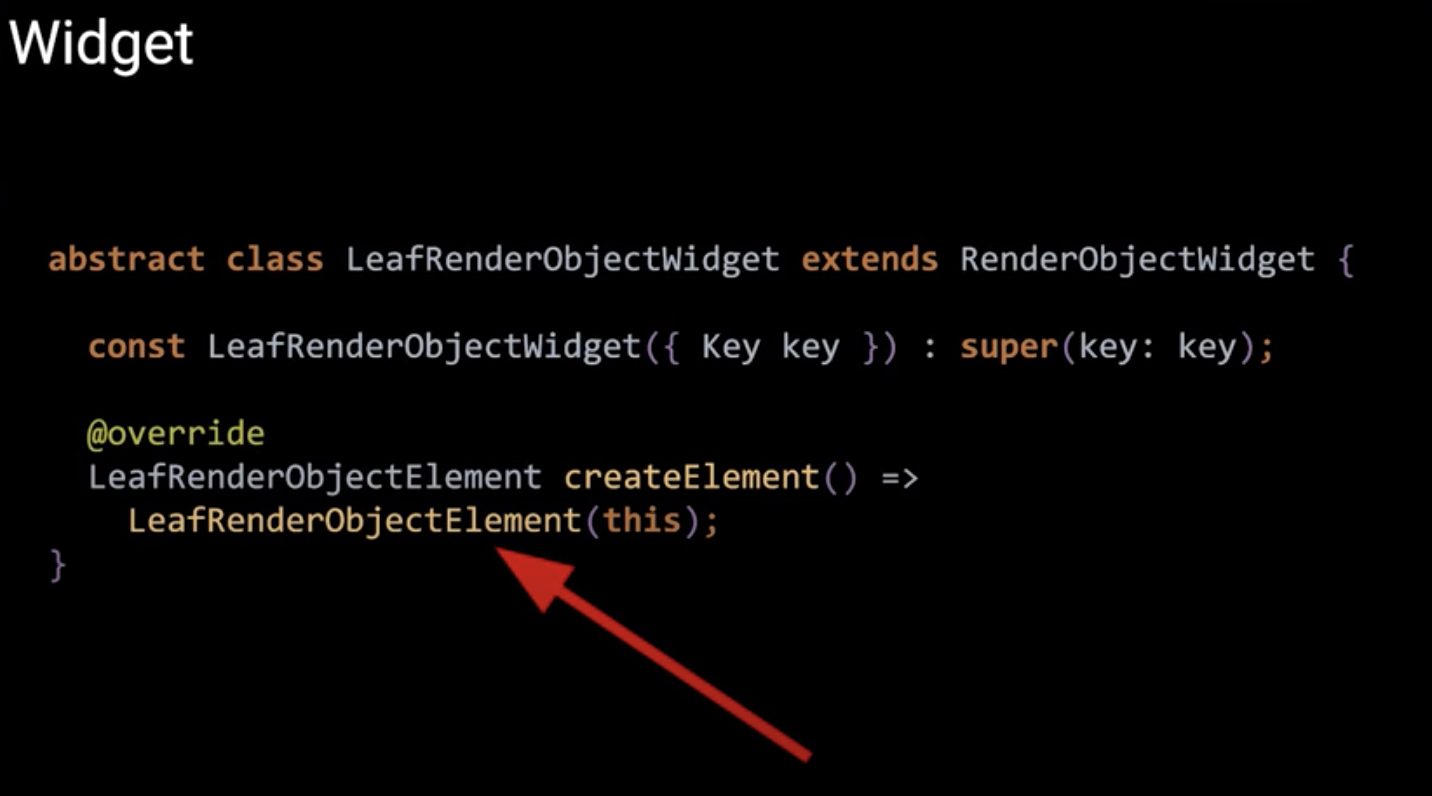 Widget
abstract class LeafRenderObjectWidget extends RenderObjectWidget {
const LeafRenderObjectWidget({ Key key }) : super(key: key);
@override
LeafRenderObjectElement createElement() =>
LeafRenderObjectElement(this);
}